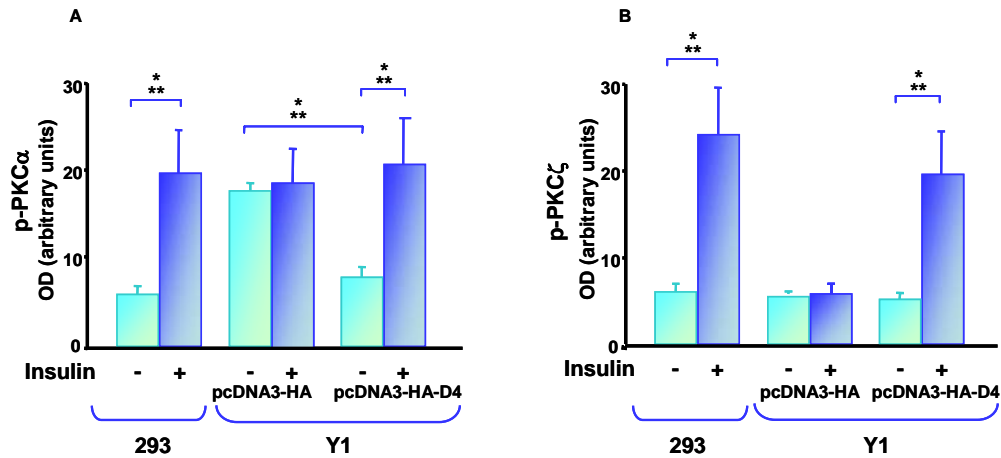 A
p-PKCα
OD (arbitrary units)
30
20
10
0
*
**
*
**
*
**
Insulin - + - + - +
pcDNA3-HA pcDNA3-HA-D4
293 Y1
B
p-PKCζ
OD (arbitrary units)
30
20
10
0
*
**
*
**
Insulin - + - + - +
pcDNA3-HA pcDNA3-HA-D4
293 Y1